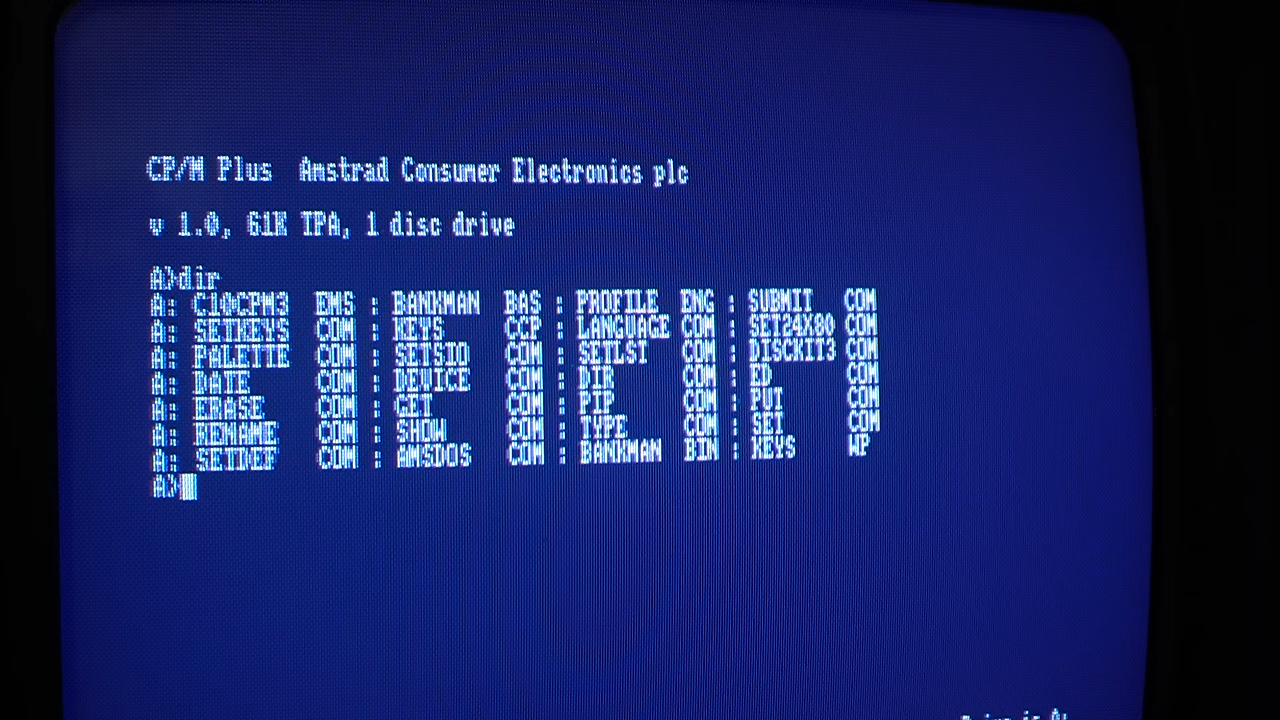 CP/M Plus  Amstrad Consumer Electronics plc
v 1.0, 61K TPA, 1 disc drive
A>dir
A: C10CPM3  EMS : BANKMAN  BAS : PROFILE  ENG : SUBMIT   COM
A: SETKEYS  COM : KEYS     CCP : LANGUAGE COM : SET24X80 COM
A: PALETTE  COM : SETSIO   COM : SETLST   COM : DISCKIT3 COM
A: DATE     COM : DEVICE   COM : DIR      COM : ED       COM
A: ERASE    COM : GET      COM : PIP      COM : PUT      COM
A: RENAME   COM : SHOW     COM : TYPE     COM : SET      COM
A: SETDEF   COM : AMSDOS   COM : BANKMAN  BIN : KEYS     WP
A>
is A: